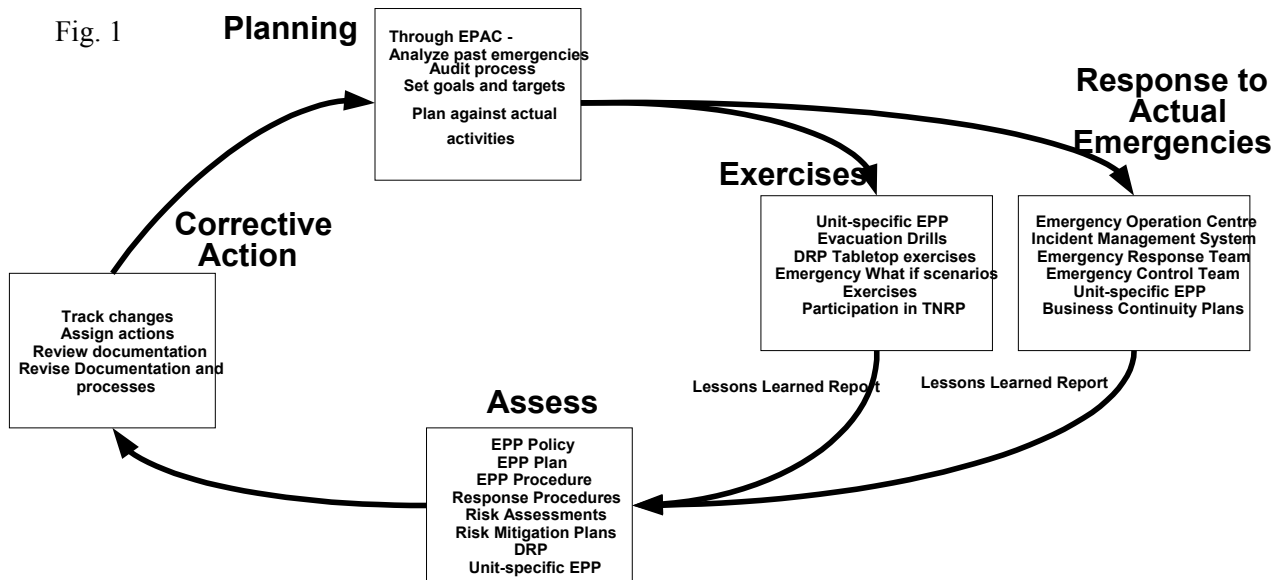 Fig. 1
Planning
Through EPAC -
Analyze past emergencies
Audit process
Set goals and targets
Plan against actual
activities
Response to
Actual
Emergencies
Exercises
Unit-specific EPP
Evacuation Drills
DRP Tabletop exercises
Emergency What if scenarios
Exercises
Participation in TNRP
Emergency Operation Centre
Incident Management System
Emergency Response Team
Emergency Control Team
Unit-specific EPP
Business Continuity Plans
Corrective
Action
Track changes
Assign actions
Review documentation
Revise Documentation and
processes
Lessons Learned Report
Lessons Learned Report
Assess
EPP Policy
EPP Plan
EPP Procedure
Response Procedures
Risk Assessments
Risk Mitigation Plans
DRP
Unit-specific EPP